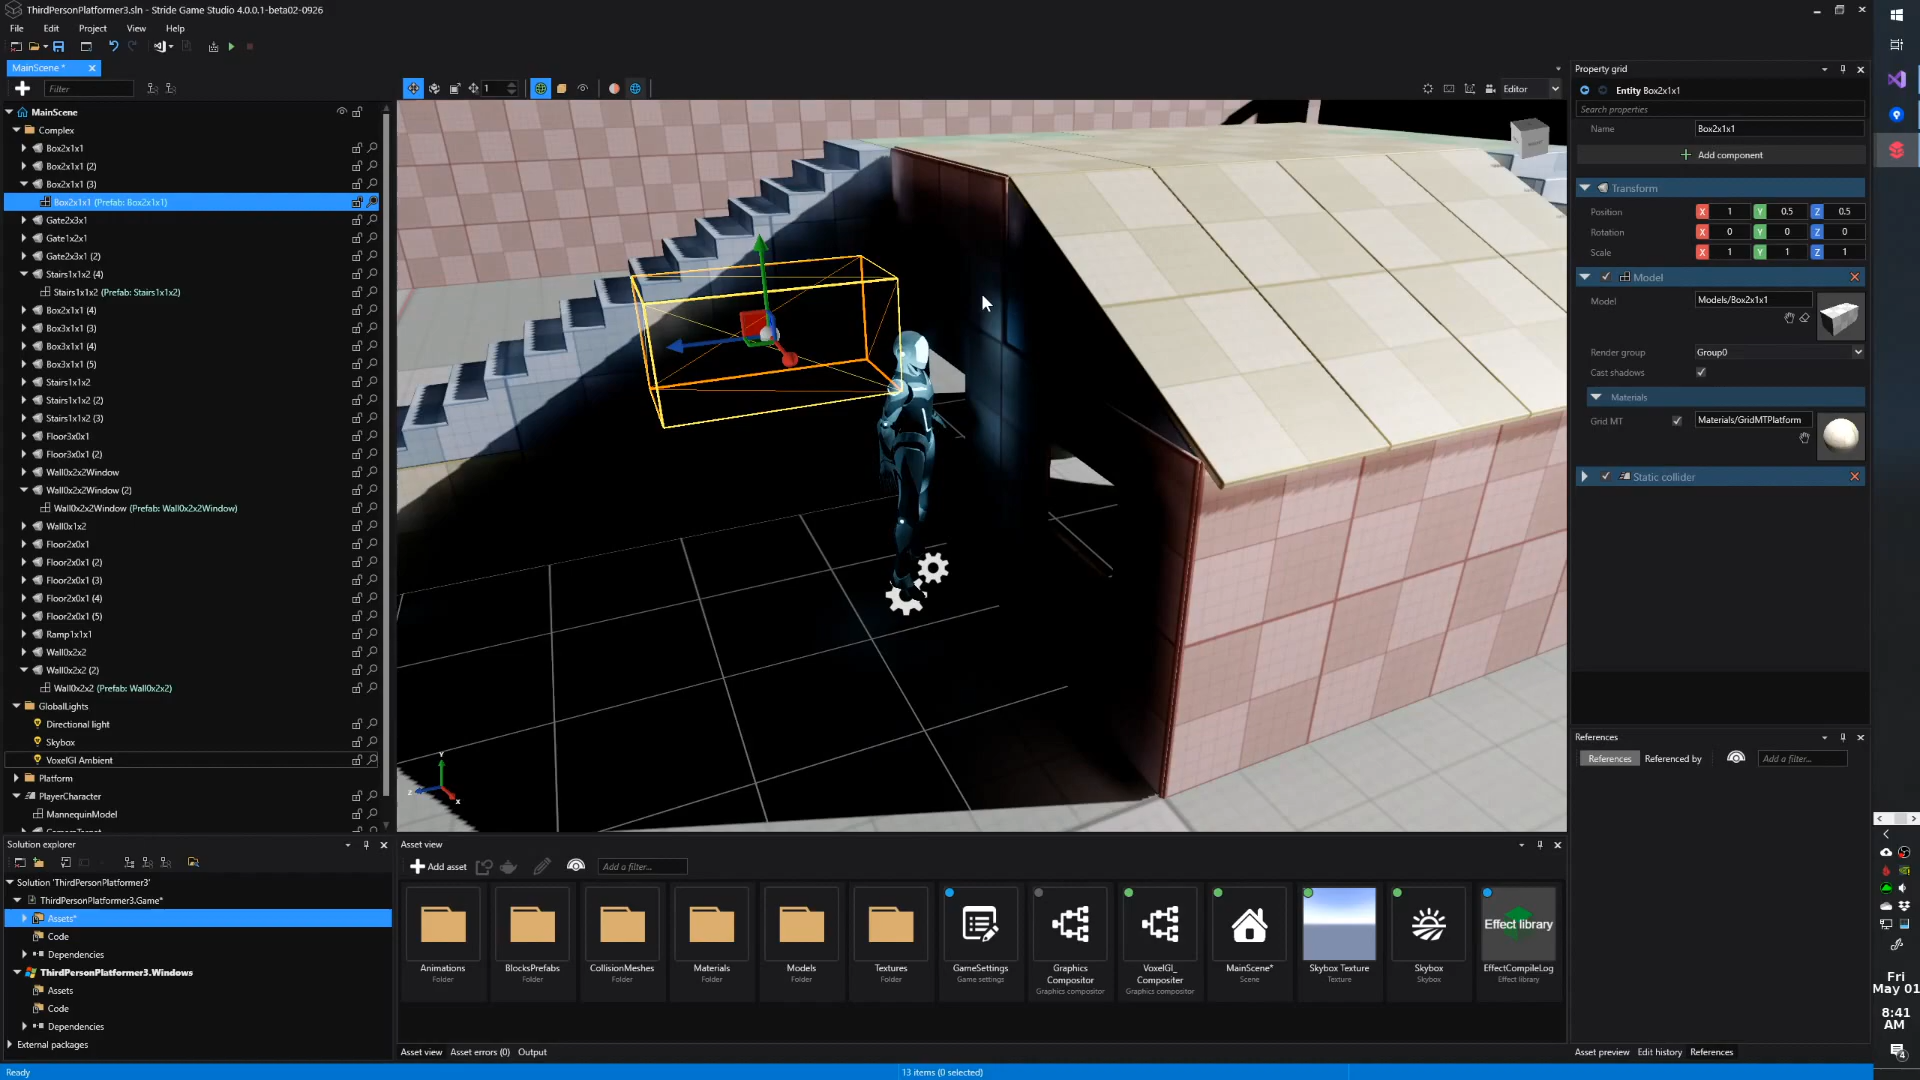 ThirdPersonPlatformer3.sln - Stride Game Studio 4.0.0.1-beta02-0926
File Edit Project View Help
MainScene *
Filter
MainScene
Complex
Box2x1x1
Box2x1x1 (2)
Box2x1x1 (3)
Box2x1x1 (Prefab: Box2x1x1)
Gate2x3x1
Gate1x2x1
Gate2x3x1 (2)
Stairs1x1x2 (4)
Stairs1x1x2 (Prefab: Stairs1x1x2)
Box2x1x1 (4)
Box3x1x1 (3)
Box3x1x1 (4)
Box3x1x1 (5)
Stairs1x1x2
Stairs1x1x2 (2)
Stairs1x1x2 (3)
Floor3x0x1
Floor3x0x1 (2)
Wall0x2x2Window
Wall0x2x2Window (2)
Wall0x2x2Window (Prefab: Wall0x2x2Window)
Wall0x1x2
Floor2x0x1
Floor2x0x1 (2)
Floor2x0x1 (3)
Floor2x0x1 (4)
Floor2x0x1 (5)
Ramp1x1x1
Wall0x2x2
Wall0x2x2 (2)
Wall0x2x2 (Prefab: Wall0x2x2)
GlobalLights
Directional light
Skybox
VoxelGI Ambient
Platform
PlayerCharacter
MannequinModel
1
Editor
Y
Z
X
Property grid
Entity Box2x1x1
Search properties
Name Box2x1x1
Add component
Transform
Position X 1 Y 0.5 Z 0.5
Rotation X 0 Y 0 Z 0
Scale X 1 Y 1 Z 1
Model
Model Models/Box2x1x1
Render group Group0
Cast shadows
Materials
Grid MT Materials/GridMTPlatform
Static collider
References
References Referenced by Add a filter...
Solution explorer
Solution 'ThirdPersonPlatformer3'
ThirdPersonPlatformer3.Game*
Assets*
Code
Dependencies
ThirdPersonPlatformer3.Windows
Assets
Code
Dependencies
External packages
Asset view
Add asset Add a filter...
Effect library
Animations
Folder
BlocksPrefabs
Folder
CollisionMeshes
Folder
Materials
Folder
Models
Folder
Textures
Folder
GameSettings
Game settings
Graphics
Compositor
Graphics compositor
VoxelGI_
Compositer
Graphics compositor
MainScene*
Scene
Skybox Texture
Texture
Skybox
Skybox
EffectCompileLog
Effect library
Asset view Asset errors (0) Output
Asset preview Edit history References
Ready
13 items (0 selected)
Fri
May 01
8:41
AM
4